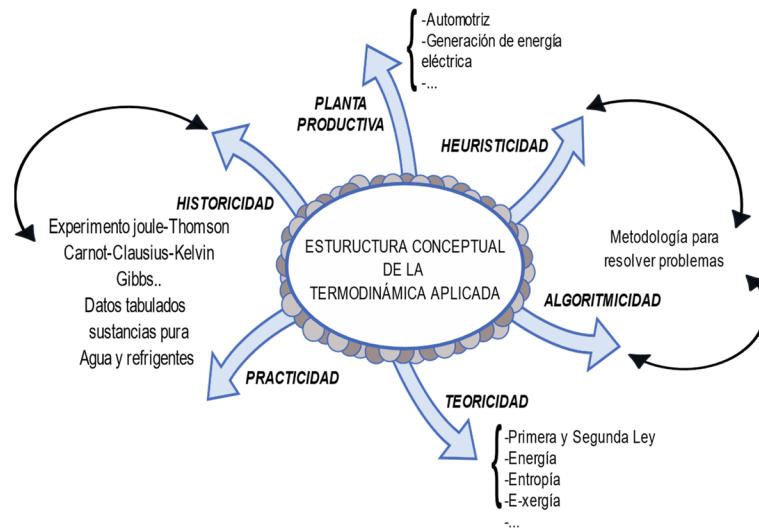 -Automotriz
-Generación de energía
eléctrica
-...
PLANTA
PRODUCTIVA
HEURISTICIDAD
HISTORICIDAD
Experimento joule-Thomson
Carnot-Clausius-Kelvin
Gibbs..
Datos tabulados
sustancias pura
Agua y refrigentes
ESTURUCTURA CONCEPTUAL
DE LA
TERMODINÁMICA APLICADA
Metodología para
resolver problemas
ALGORITMICIDAD
PRACTICIDAD
TEORICIDAD
-Primera y Segunda Ley
-Energía
-Entropía
-E-xergía
-...